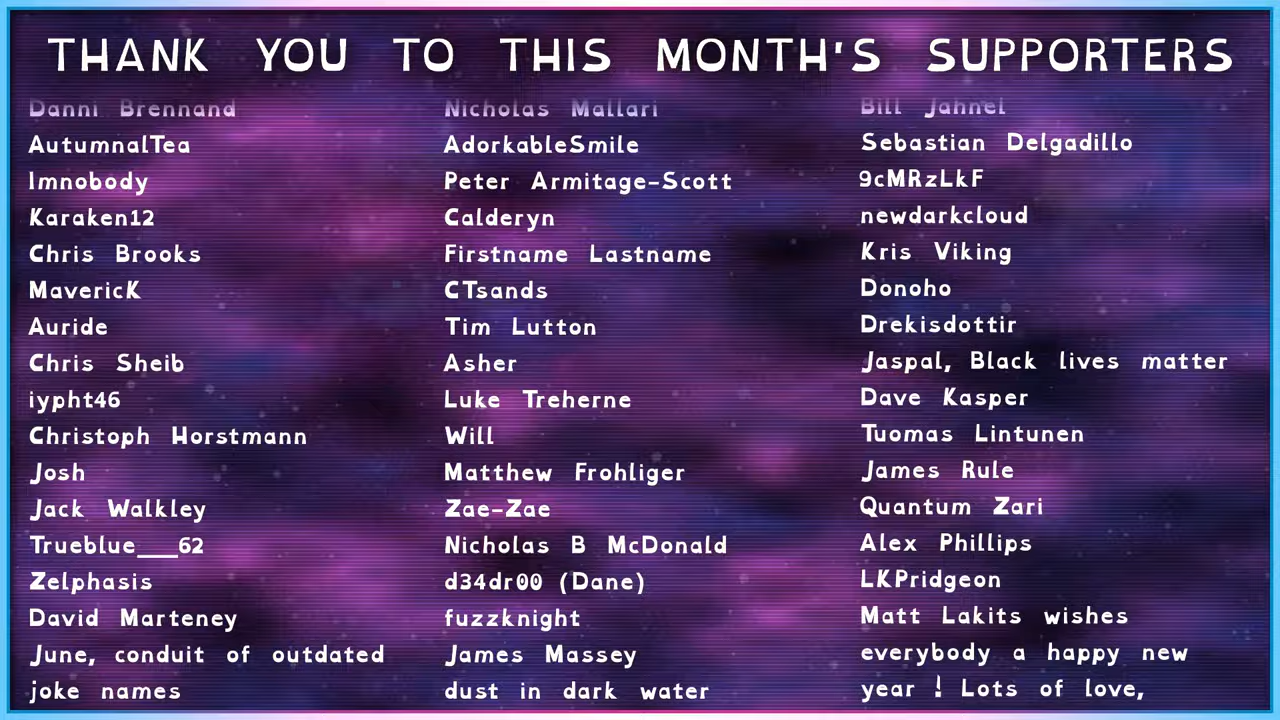 THANK YOU TO THIS MONTH'S SUPPORTERS
Danni Brennand
AutumnalTea
Imnobody
Karaken12
Chris Brooks
MavericK
Auride
Chris Sheib
iypht46
Christoph Horstmann
Josh
Jack Walkley
Trueblue___62
Zelphasis
David Marteney
June, conduit of outdated
joke names
Nicholas Mallari
AdorkableSmile
Peter Armitage-Scott
Calderyn
Firstname Lastname
CTsands
Tim Lutton
Asher
Luke Treherne
Will
Matthew Frohliger
Zae-Zae
Nicholas B McDonald
d34dr00 (Dane)
fuzzknight
James Massey
dust in dark water
Bill Jahnel
Sebastian Delgadillo
9cMRzLkF
newdarkcloud
Kris Viking
Donoho
Drekisdottir
Jaspal, Black lives matter
Dave Kasper
Tuomas Lintunen
James Rule
Quantum Zari
Alex Phillips
LKPridgeon
Matt Lakits wishes
everybody a happy new
year ! Lots of love,